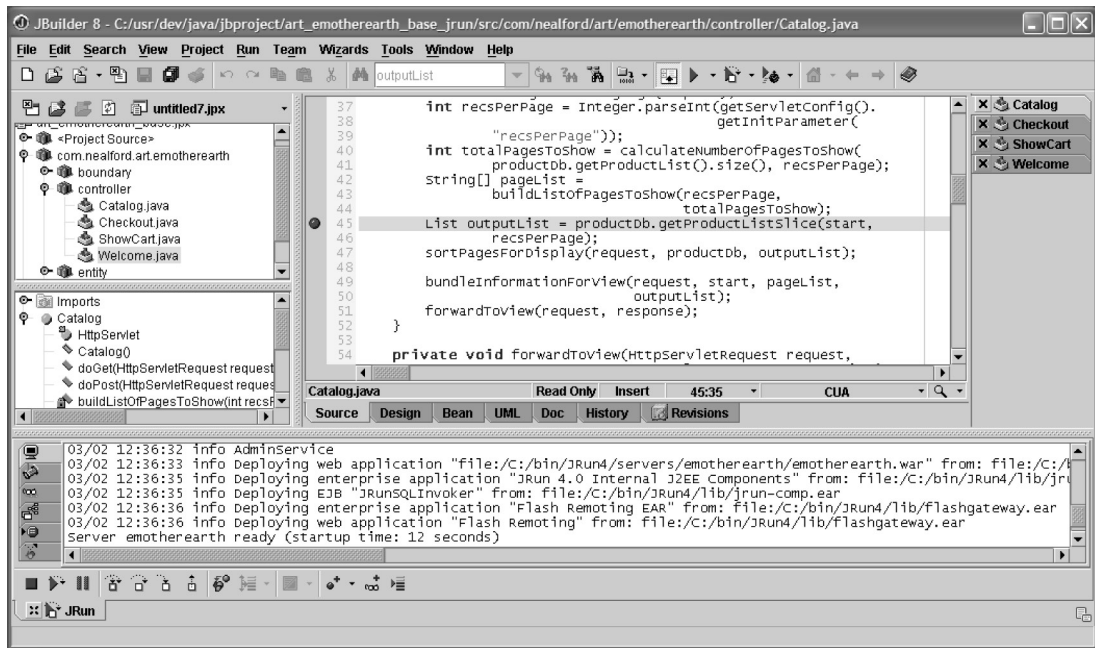 JBuilder 8 - C:/usr/dev/java/jbproject/art_emotherearth_base_jrun/src/com/nealford/art/emotherearth/controller/Catalog.java
File Edit Search View Project Run Team Wizards Tools Window Help
outputList
untitled7.jpx
<Project Source>
com.nealford.art.emotherearth
boundary
controller
Catalog.java
Checkout.java
ShowCart.java
Welcome.java
entity
Imports
Catalog
HttpServlet
Catalog()
doGet(HttpServletRequest request
doPost(HttpServletRequest reques
buildListOfPagesToShow(int recsF
37 int recsPerPage = Integer.parseInt(getServletConfig().
38 getInitParameter(
39 "recsPerPage"));
40 int totalPagesToShow = calculateNumberOfPagesToShow(
41 productDb.getProductList().size(), recsPerPage);
42 String[] pageList =
43 buildListOfPagesToShow(recsPerPage,
44 totalPagesToShow);
45 List outputList = productDb.getProductListSlice(start,
46 recsPerPage);
47 sortPagesForDisplay(request, productDb, outputList);
48
49 bundleInformationForView(request, start, pageList,
50 outputList);
51 forwardToView(request, response);
52 }
53
54 private void forwardToView(HttpServletRequest request,
Catalog.java Read Only Insert 45:35 CUA
Source Design Bean UML Doc History Revisions
Catalog
Checkout
ShowCart
Welcome
03/02 12:36:32 info AdminService
03/02 12:36:33 info Deploying web application "file:/C:/bin/JRun4/servers/emotherearth/emotherearth.war" from: file:/C:/b
03/02 12:36:35 info Deploying enterprise application "JRun 4.0 Internal J2EE Components" from: file:/C:/bin/JRun4/lib/jru
03/02 12:36:35 info Deploying EJB "JRunSQLInvoker" from: file:/C:/bin/JRun4/lib/jrun-comp.ear
03/02 12:36:36 info Deploying enterprise application "Flash Remoting EAR" from: file:/C:/bin/JRun4/lib/flashgateway.ear
03/02 12:36:36 info Deploying web application "Flash Remoting" from: file:/C:/bin/JRun4/lib/flashgateway.ear
Server emotherearth ready (startup time: 12 seconds)
JRun